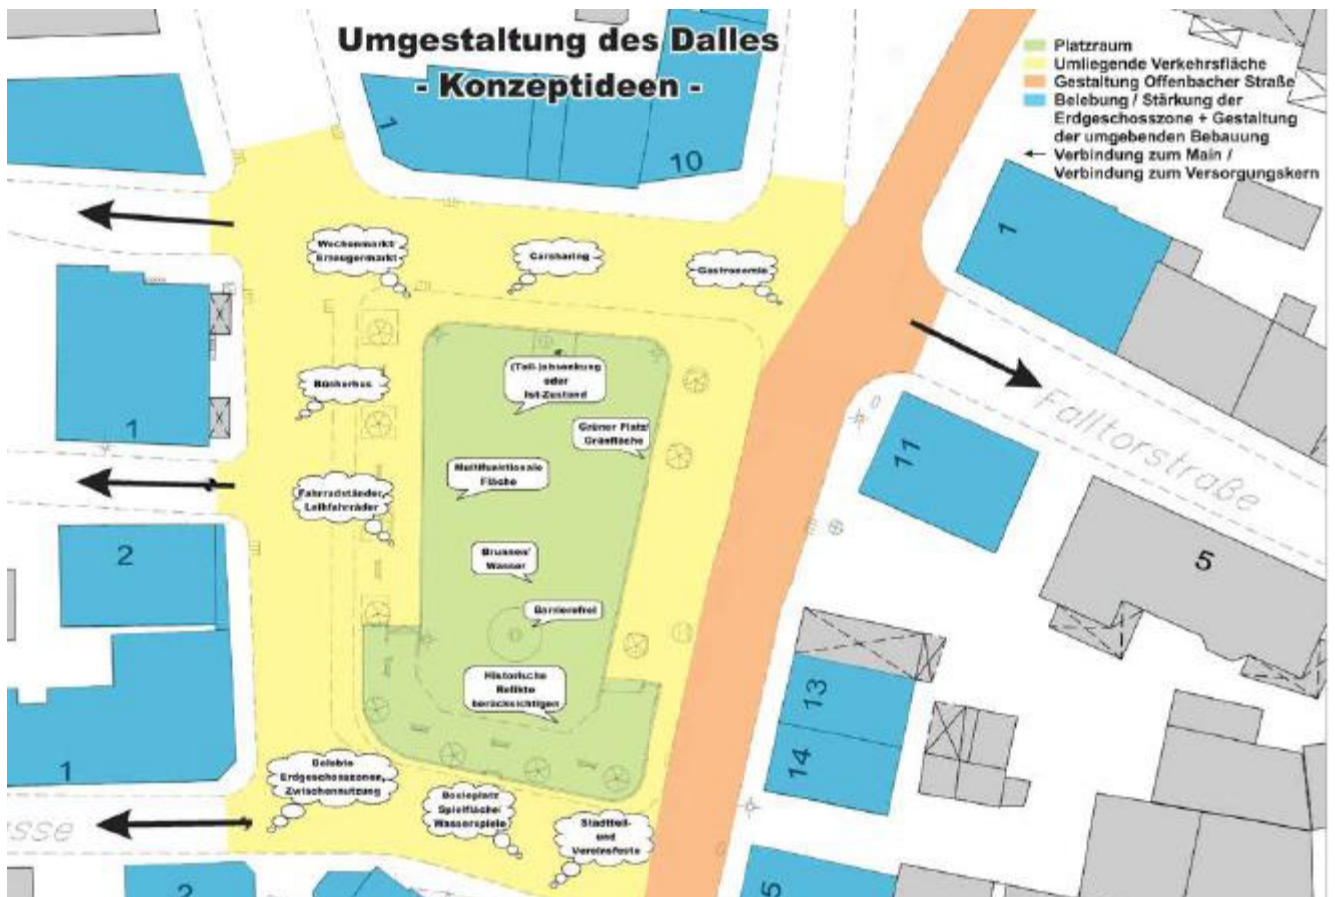 Umgestaltung des Dalles
- Konzeptideen -
Platzraum
Umliegende Verkehrsfläche
Gestaltung Offenbacher Straße
Belebung / Stärkung der
Erdgeschosszone + Gestaltung
der umgebenden Bebauung
Verbindung zum Main /
Verbindung zum Versorgungskern
1
10
1
Wochenmarkt/
Erzeugermarkt
Carsharing
Gastronomie
(Teil-)absenkung
oder
Ist-Zustand
Bücherbus
Grüner Platz/
Grünfläche
Falltorstraße
1
11
Multifunktionale
Fläche
Fahrradständer,
Leihfahrräder
2
Brunnen/
Wasser
5
Barrierefrei
Historische
Relikte
berücksichtigen
13
14
1
Belebte
Erdgeschosszonen,
Zwischennutzung
Bouleplatz
Spielfläche/
Wasserspiele
Stadtteil-
und
Vereinsfeste
sse
2
5